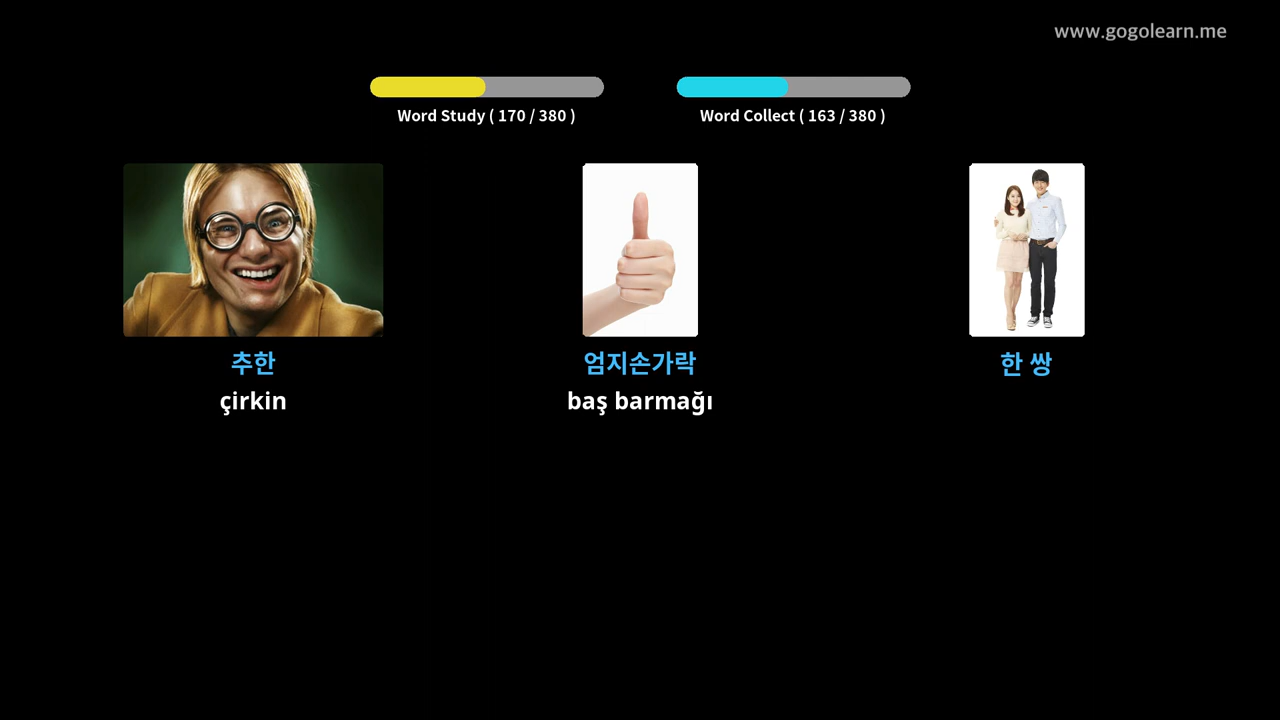 www.gogolearn.me
Word Study ( 170 / 380 )
Word Collect ( 163 / 380 )
추한
엄지손가락
한 쌍
çirkin
baş barmağı